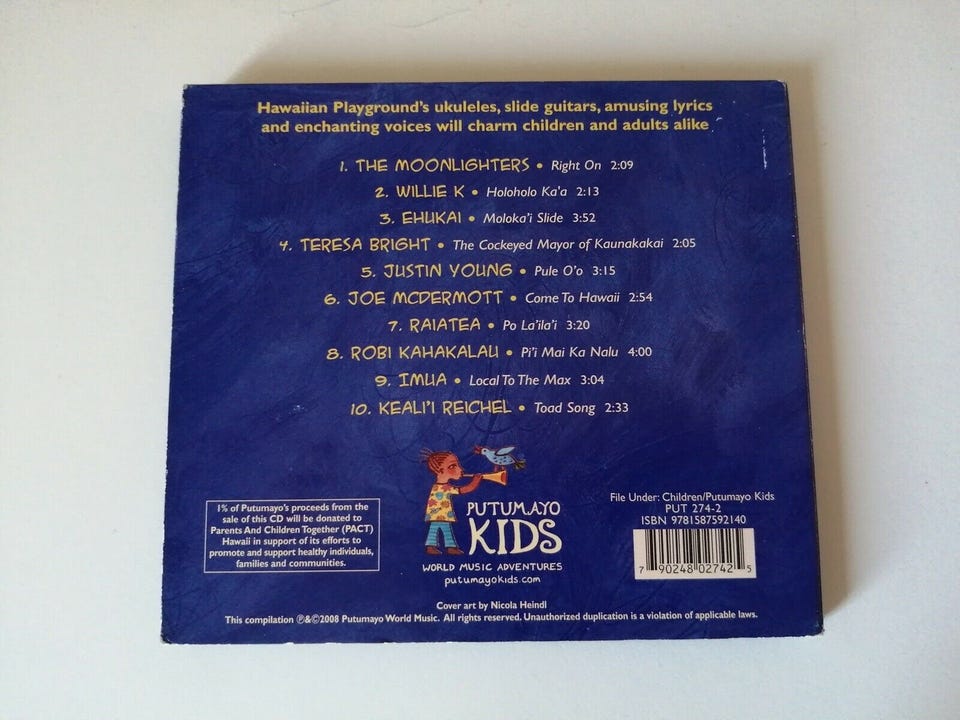 Hawaiian Playground's ukuleles, slide guitars, amusing lyrics
and enchanting voices will charm children and adults alike
1. THE MOONLIGHTERS • Right On 2:09
2. WILLIE K • Holoholo Ka'a 2:13
3. EHUKAI • Moloka'i Slide 3:52
4. TERESA BRIGHT • The Cockeyed Mayor of Kaunakakai 2:05
5. JUSTIN YOUNG • Pule O'o 3:15
6. JOE MCDERMOTT • Come To Hawaii 2:54
7. RAIATEA • Po La'ila'i 3:20
8. ROBI KAHAKALAU • Pi'i Mai Ka Nalu 4:00
9. IMUA • Local To The Max 3:04
10. KEALI'I REICHEL • Toad Song 2:33
1% of Putumayo's proceeds from the
sale of this CD will be donated to
Parents And Children Together (PACT)
Hawaii in support of its efforts to
promote and support healthy individuals,
families and communities.
PUTUMAYO
KIDS
WORLD MUSIC ADVENTURES
putumayokids.com
File Under: Children/Putumayo Kids
PUT 274-2
ISBN 9781587592140
7 90248 02742 5
Cover art by Nicola Heindl
This compilation ℗&©2008 Putumayo World Music. All rights reserved. Unauthorized duplication is a violation of applicable laws.